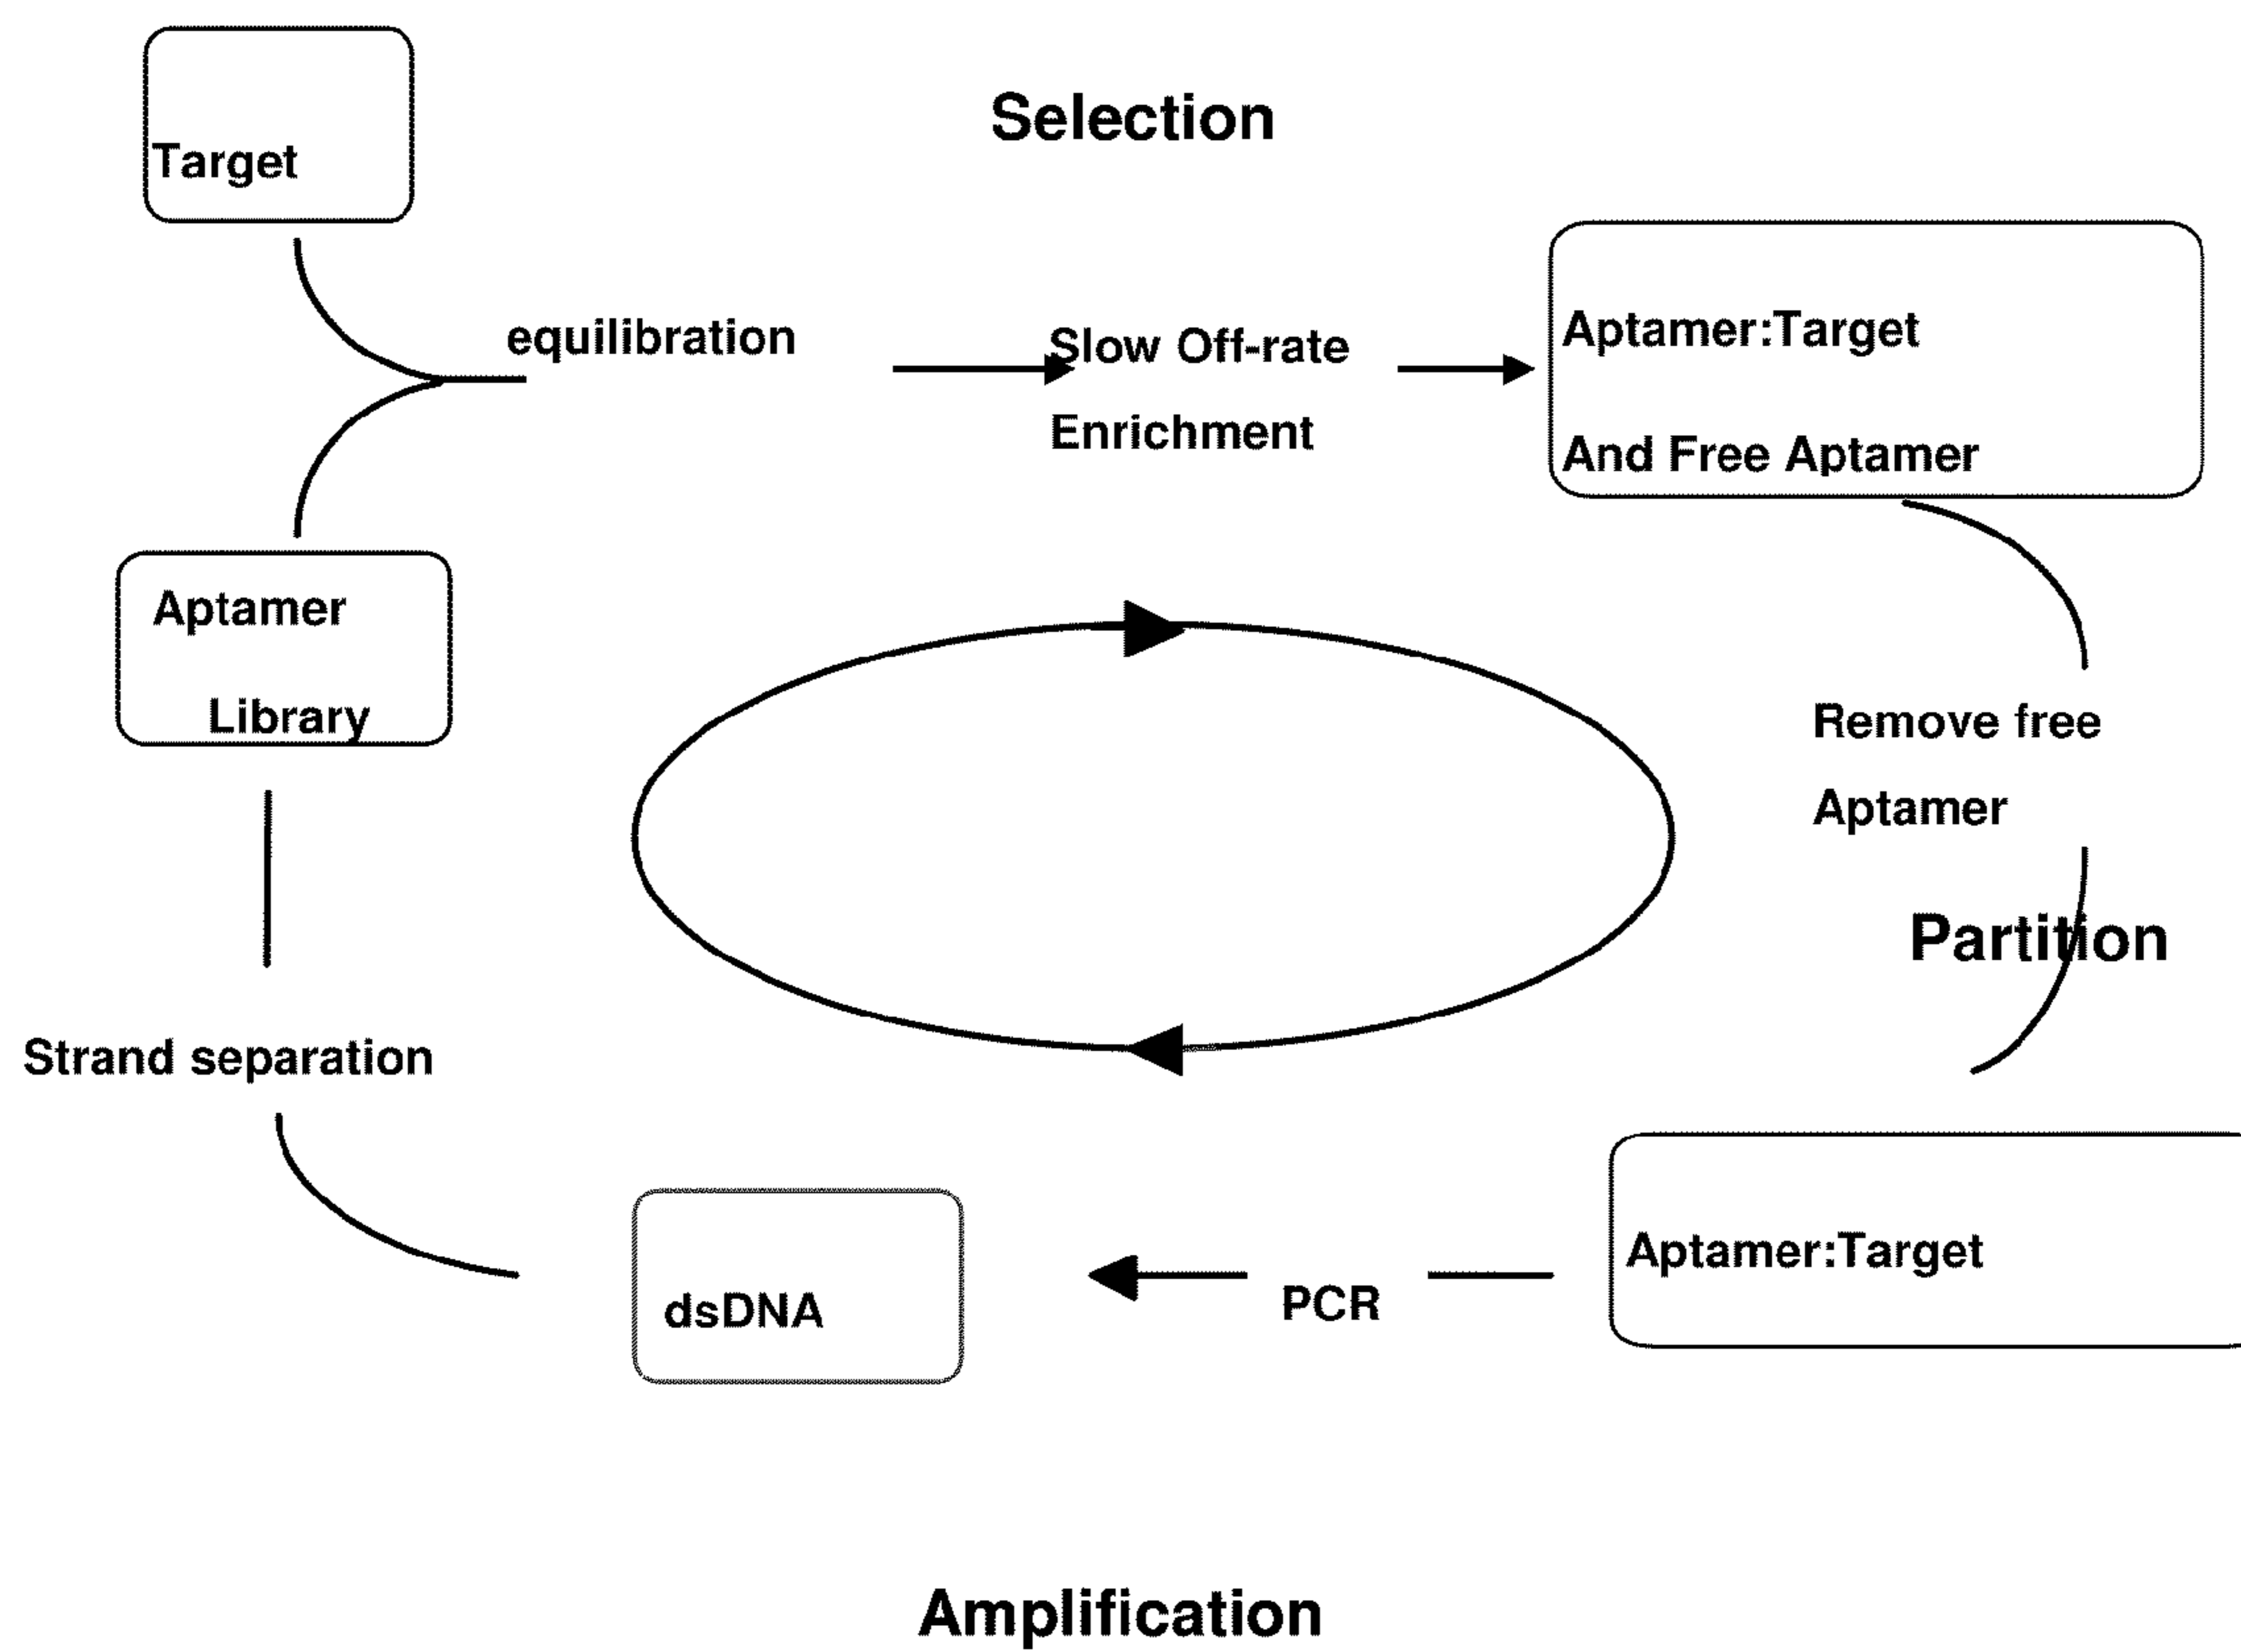 Target
Selection
equilibration
Slow Off-rate
Enrichment
Aptamer:Target
And Free Aptamer
Aptamer
Library
Remove free
Aptamer
Partition
Strand separation
Aptamer:Target
PCR
dsDNA
Amplification